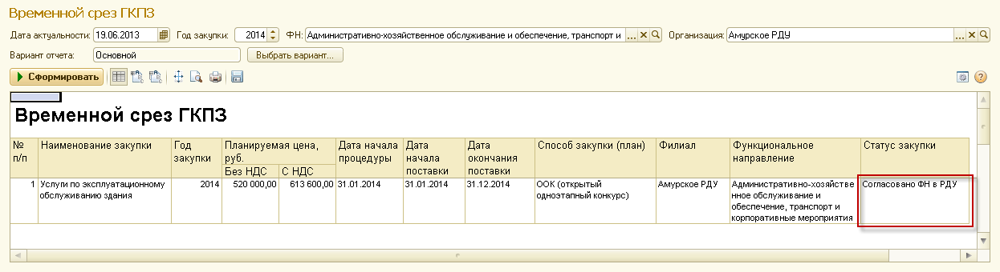 Временной срез ГКПЗ
Дата актуальности: 19.06.2013 Год закупки: 2014 ФН: Административно-хозяйственное обслуживание и обеспечение, транспорт и ... Организация: Амурское РДУ ...
Вариант отчета: Основной Выбрать вариант...
Сформировать
Временной срез ГКПЗ
№ п/п Наименование закупки Год закупки Планируемая цена, руб. Дата начала процедуры Дата начала поставки Дата окончания поставки Способ закупки (план) Филиал Функциональное направление Статус закупки
Без НДС С НДС
1 Услуги по эксплуатационному обслуживанию здания 2014 520 000,00 613 600,00 31.01.2014 31.01.2014 31.12.2014 ООК (открытый одноэтапный конкурс) Амурское РДУ Административно-хозяйстве нное обслуживание и обеспечение, транспорт и корпоративные мероприятия Согласовано ФН в РДУ